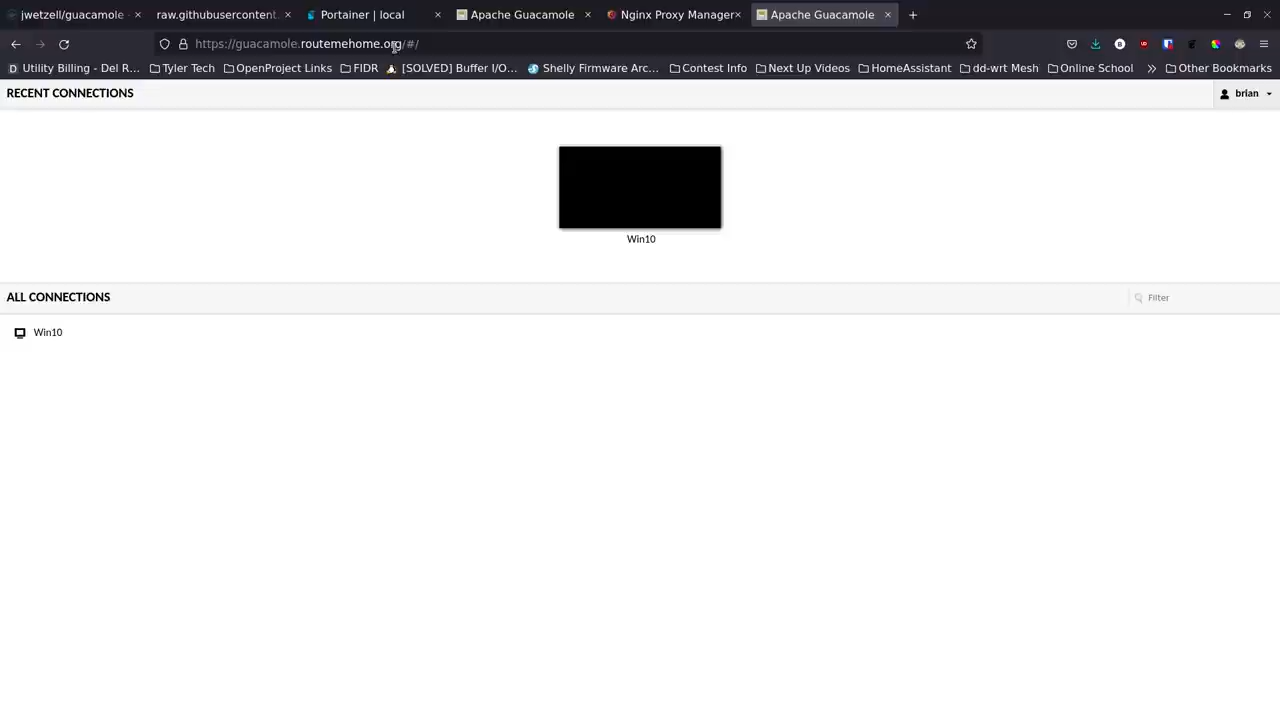 jwetzell/guacamole - × raw.githubusercontent. × Portainer | local × Apache Guacamole × Nginx Proxy Manager × Apache Guacamole × +
https://guacamole.routemehome.org/#/
Utility Billing - Del R... Tyler Tech OpenProject Links FIDR [SOLVED] Buffer I/O... Shelly Firmware Arc... Contest Info Next Up Videos HomeAssistant dd-wrt Mesh Online School Other Bookmarks
RECENT CONNECTIONS brian
Win10
ALL CONNECTIONS Filter
Win10